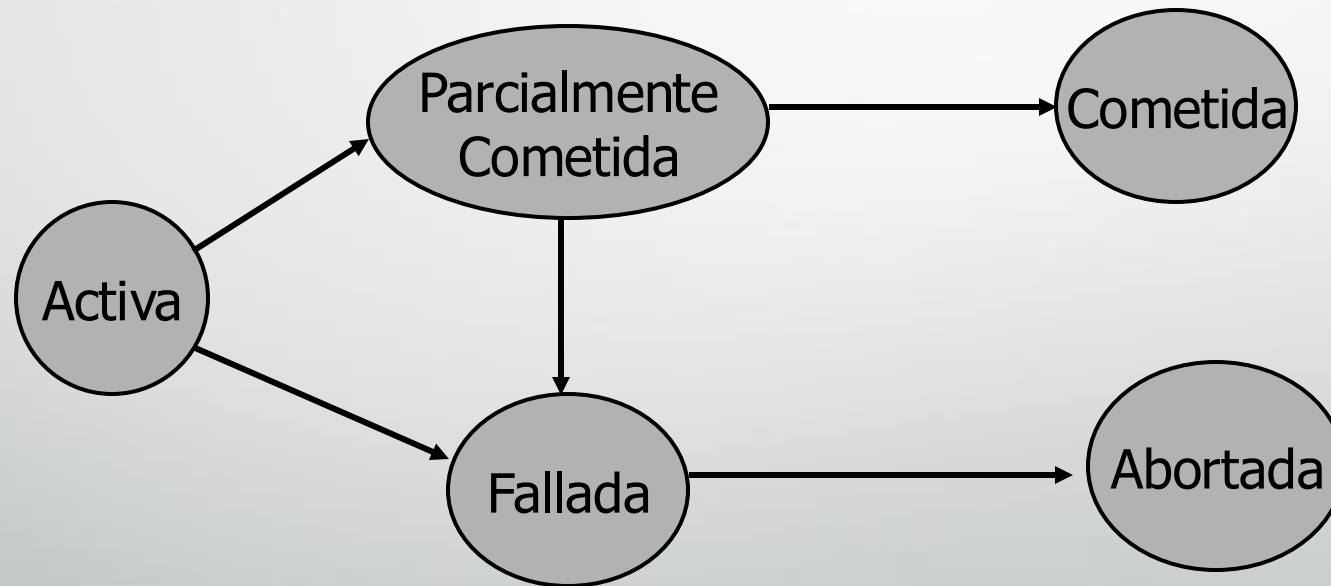 Parcialmente
Cometida
Cometida
Activa
Fallada
Abortada